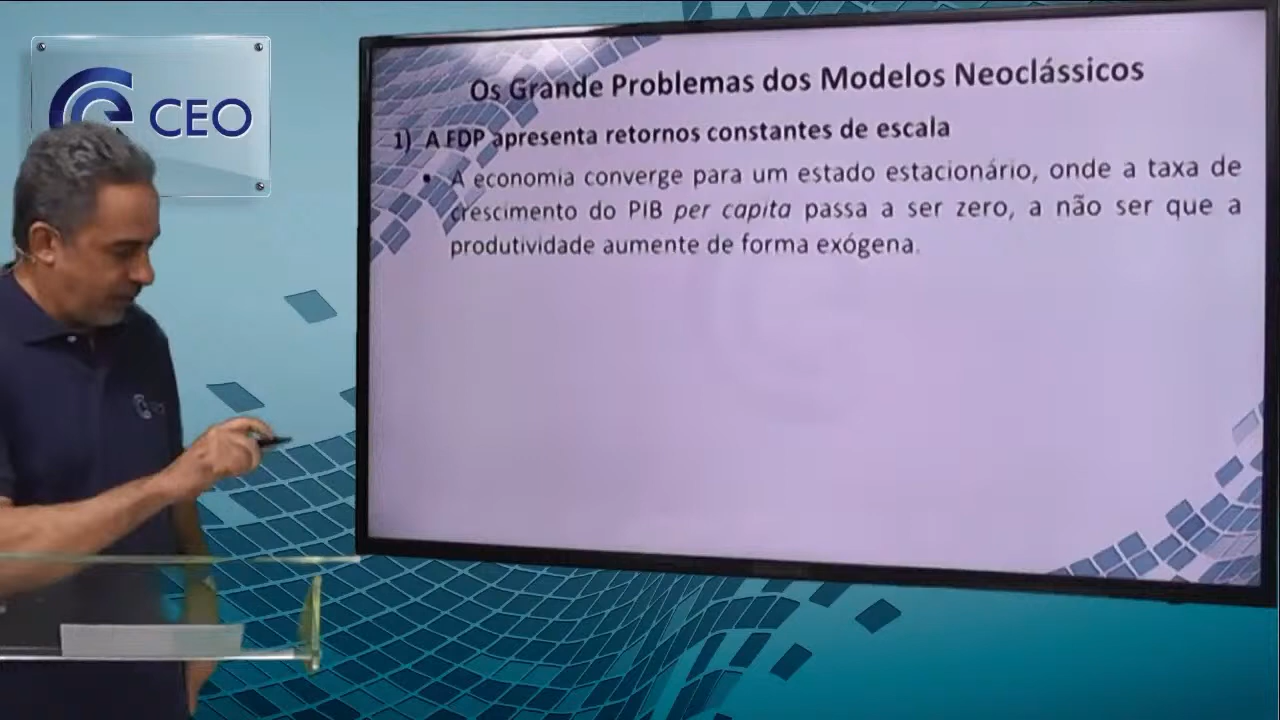 CEO
Os Grande Problemas dos Modelos Neoclássicos
1) A FDP apresenta retornos constantes de escala
• A economia converge para um estado estacionário, onde a taxa de
crescimento do PIB per capita passa a ser zero, a não ser que a
produtividade aumente de forma exógena.